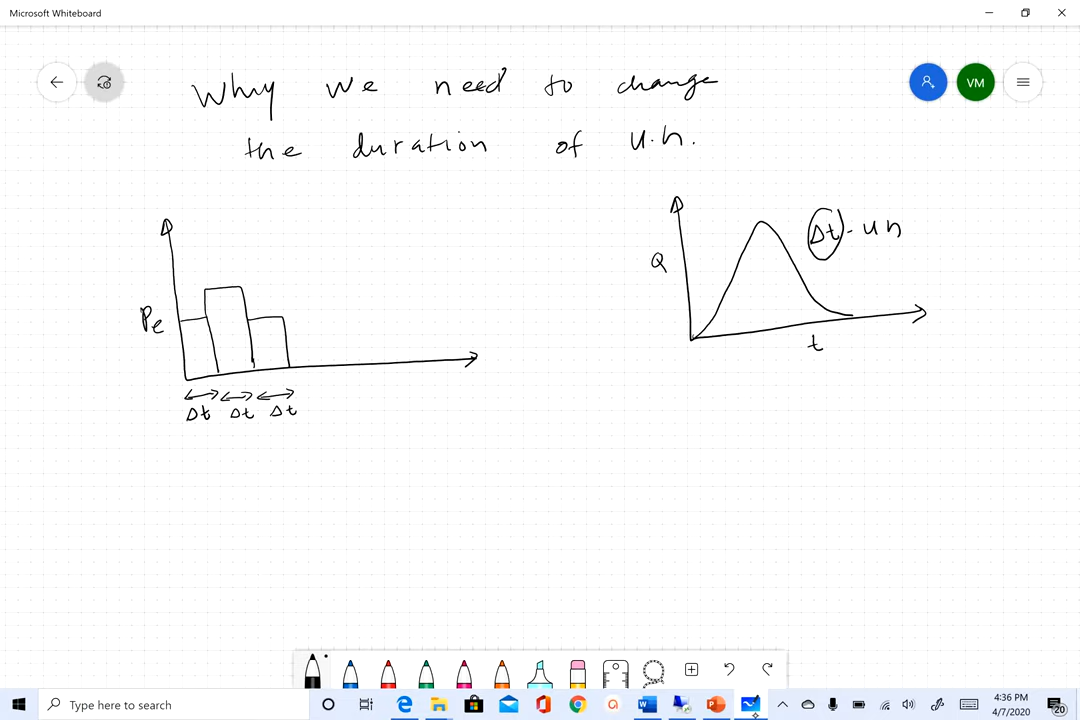 Microsoft Whiteboard
Why we need to change
VM
the duration of u.h.
Δt - uh
Q
Pe
t
Δt Δt Δt
Type here to search
4:36 PM
4/7/2020
20